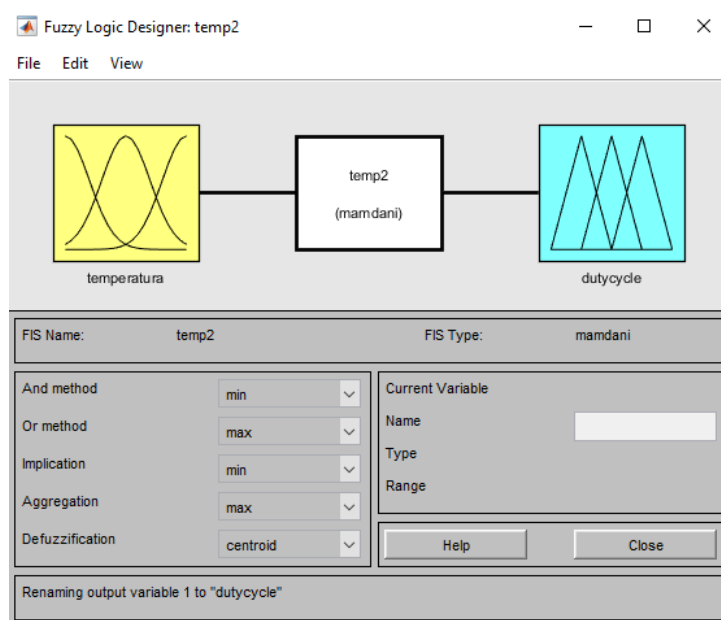 Fuzzy Logic Designer: temp2
File Edit View
temp2
(mamdani)
temperatura
dutycycle
FIS Name: temp2 FIS Type: mamdani
And method min
Or method max
Implication min
Aggregation max
Defuzzification centroid
Current Variable
Name
Type
Range
Help Close
Renaming output variable 1 to "dutycycle"